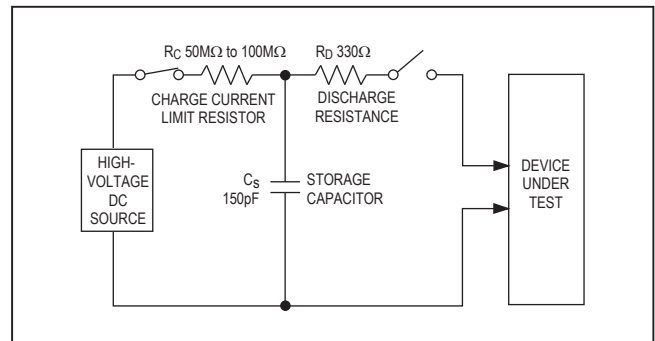 RC 50MΩ to 100MΩ
CHARGE CURRENT
LIMIT RESISTOR
RD 330Ω
DISCHARGE
RESISTANCE
HIGH-
VOLTAGE
DC
SOURCE
CS
150pF
STORAGE
CAPACITOR
DEVICE
UNDER
TEST